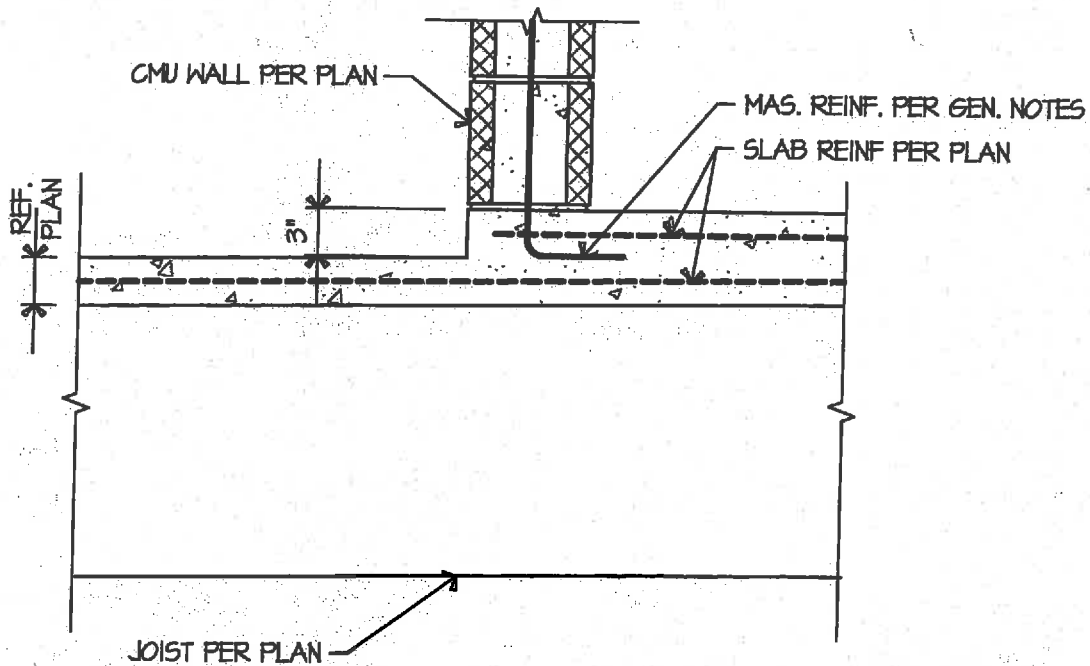 CMU WALL PER PLAN
MAS. REINF. PER GEN. NOTES
SLAB REINF PER PLAN
REF.
PLAN
3"
JOIST PER PLAN